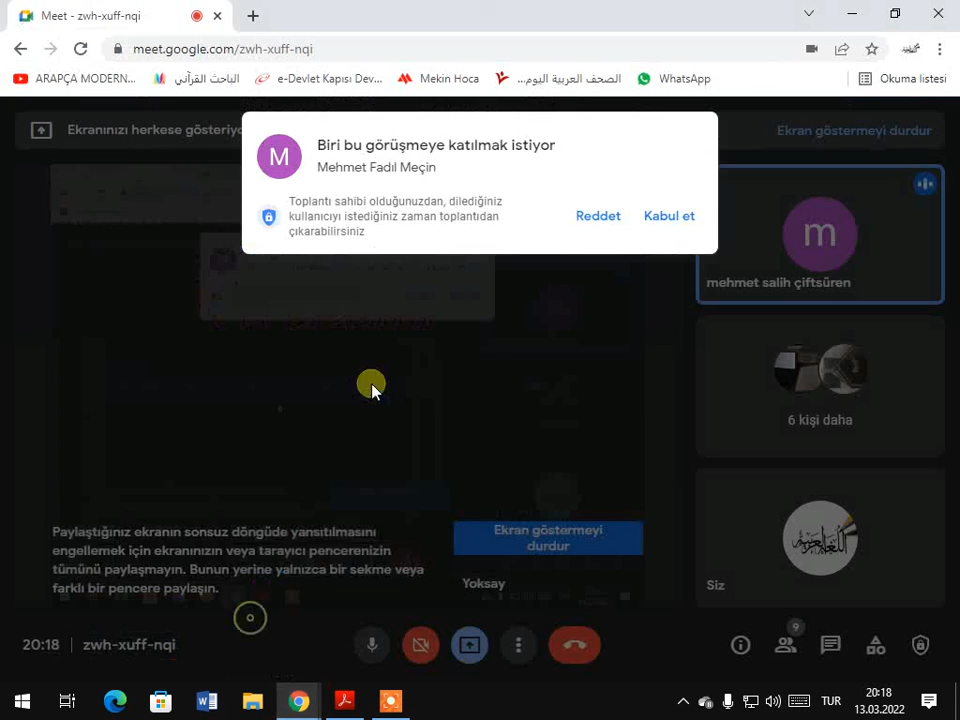 Meet - zwh-xuff-nqi
meet.google.com/zwh-xuff-nqi
ARAPÇA MODERN...
الباحث القرآني
e-Devlet Kapısı Dev...
Mekin Hoca
الصحف العربية اليوم...
WhatsApp
Okuma listesi
Ekranınızı herkese gösteriyo
Ekran göstermeyi durdur
M
Biri bu görüşmeye katılmak istiyor
Mehmet Fadıl Meçin
Toplantı sahibi olduğunuzdan, dilediğiniz
kullanıcıyı istediğiniz zaman toplantıdan
çıkarabilirsiniz
Reddet
Kabul et
m
mehmet salih çiftsüren
6 kişi daha
Siz
Paylaştığınız ekranın sonsuz döngüde yansıtılmasını
engellemek için ekranınızın veya tarayıcı pencerenizin
tümünü paylaşmayın. Bunun yerine yalnızca bir sekme veya
farklı bir pencere paylaşın.
Ekran göstermeyi
durdur
Yoksay
20:18 | zwh-xuff-nqi
9
TUR
20:18
13.03.2022